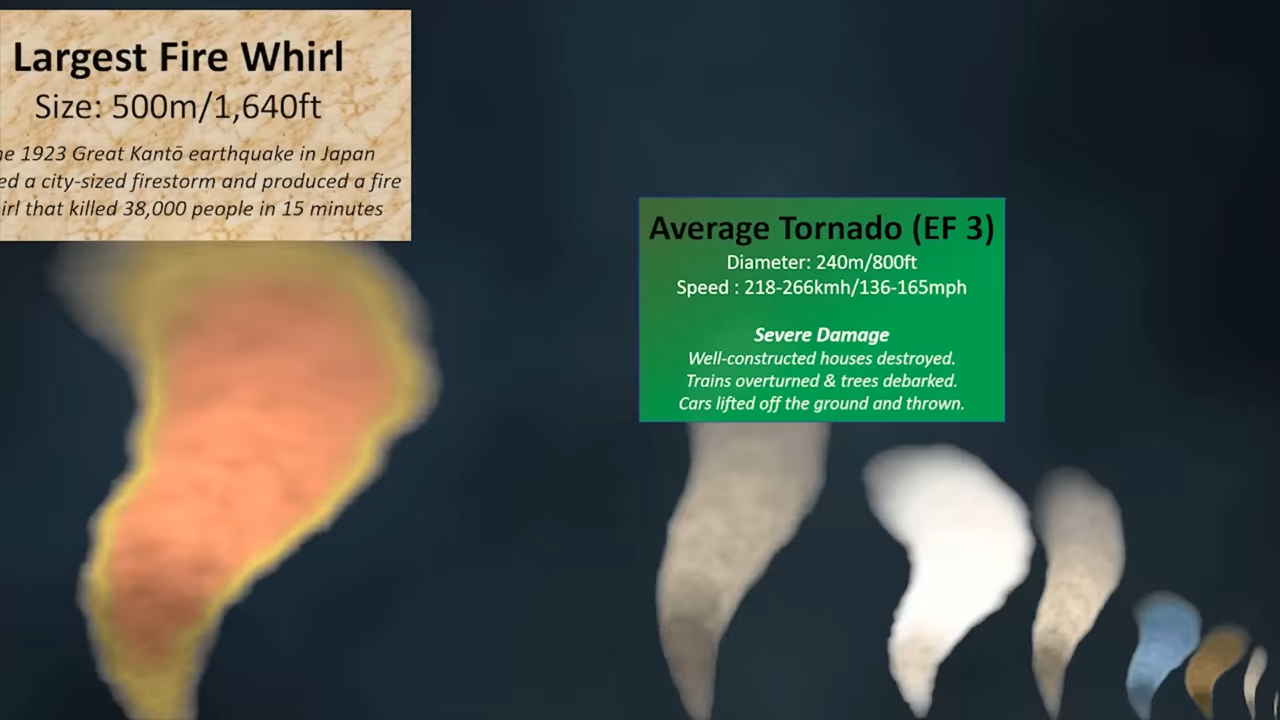 Largest Fire Whirl
Size: 500m/1,640ft
1923 Great Kantō earthquake in Japan
a city-sized firestorm and produced a fire
that killed 38,000 people in 15 minutes
Average Tornado (EF 3)
Diameter: 240m/800ft
Speed : 218-266kmh/136-165mph
Severe Damage
Well-constructed houses destroyed.
Trains overturned & trees debarked.
Cars lifted off the ground and thrown.